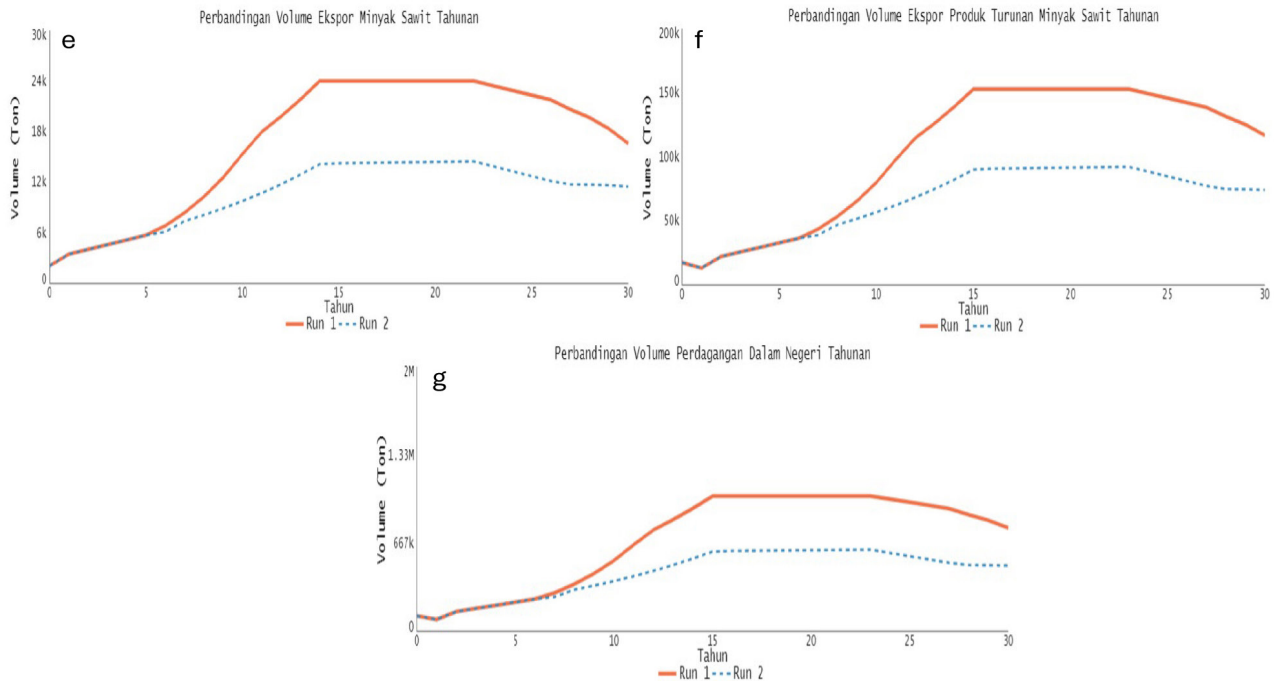 Perbandingan Volume Ekspor Minyak Sawit Tahunan
e
Volume (Ton)
30k
24k
18k
12k
6k
0
0 5 10 15 20 25 30
Tahun
Run 1 Run 2
Perbandingan Volume Ekspor Produk Turunan Minyak Sawit Tahunan
f
Volume (Ton)
200k
150k
100k
50k
0
0 5 10 15 20 25 30
Tahun
Run 1 Run 2
Perbandingan Volume Perdagangan Dalam Negeri Tahunan
g
Volume (Ton)
2M
1.33M
667k
0
0 5 10 15 20 25 30
Tahun
Run 1 Run 2